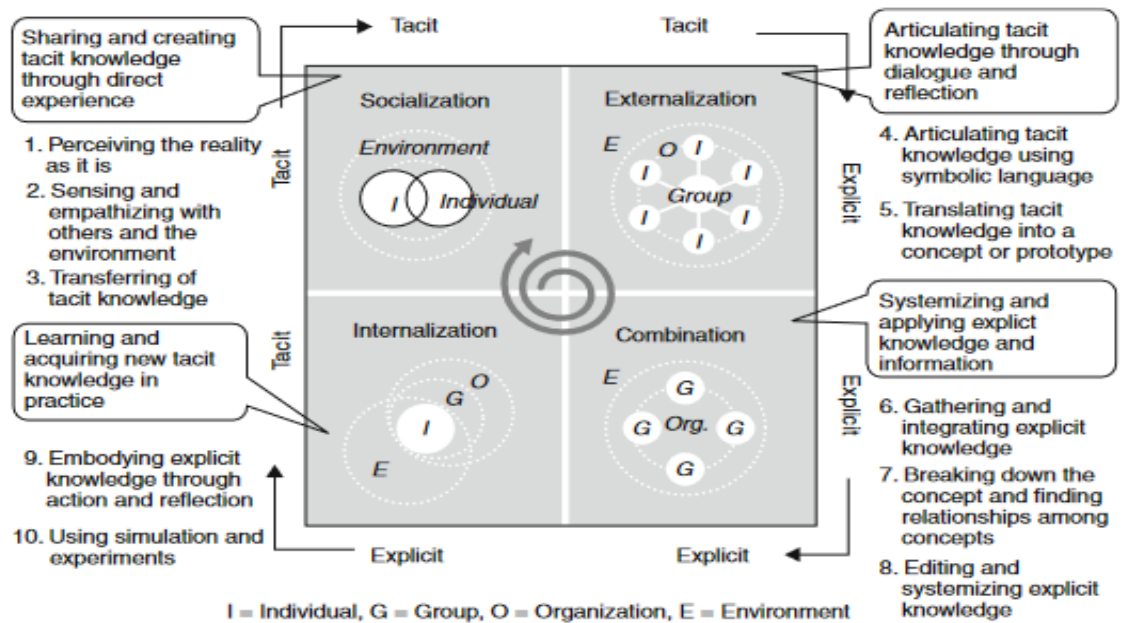 Sharing and creating
tacit knowledge
through direct
experience
Tacit
Tacit
Articulating tacit
knowledge through
dialogue and
reflection
Socialization
Externalization
1. Perceiving the reality
as it is
2. Sensing and
empathizing with
others and the
environment
3. Transferring of
tacit knowledge
Tacit
Environment
I
Individual
E
O
I
I
I
Group
I
I
I
Explicit
4. Articulating tacit
knowledge using
symbolic language
5. Translating tacit
knowledge into a
concept or prototype
Learning and
acquiring new tacit
knowledge in
practice
Tacit
Internalization
Combination
Systemizing and
applying explict
knowledge and
information
O
G
I
E
E
G
G
Org.
G
G
Explicit
6. Gathering and
integrating explicit
knowledge
7. Breaking down the
concept and finding
relationships among
concepts
8. Editing and
systemizing explicit
knowledge
9. Embodying explicit
knowledge through
action and reflection
10. Using simulation and
experiments
Explicit
Explicit
I = Individual, G = Group, O = Organization, E = Environment